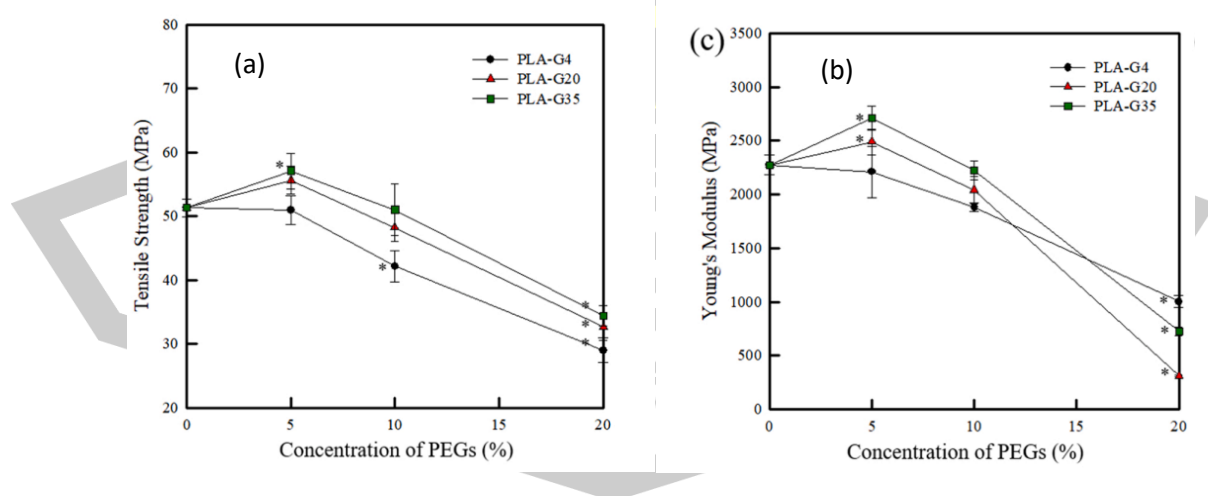 80
70
60
50
40
30
20
Tensile Strength (MPa)
(a)
PLA-G4
PLA-G20
PLA-G35
*
*
*
*
*
0
5
10
15
20
Concentration of PEGs (%)
(c)
3500
3000
2500
2000
1500
1000
500
0
Young's Modulus (MPa)
(b)
PLA-G4
PLA-G20
PLA-G35
*
*
*
*
*
0
5
10
15
20
Concentration of PEGs (%)